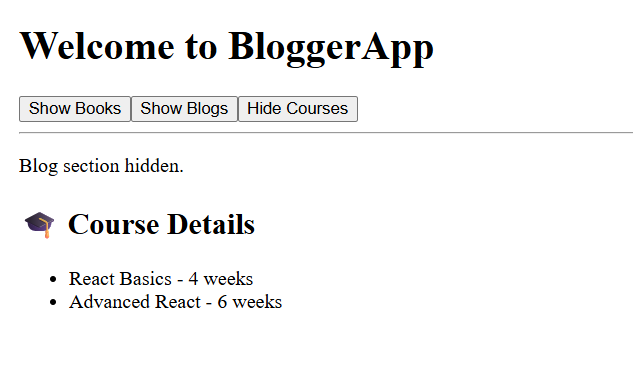 Welcome to BloggerApp
Show Books Show Blogs Hide Courses
Blog section hidden.
🎓 Course Details
• React Basics - 4 weeks
• Advanced React - 6 weeks